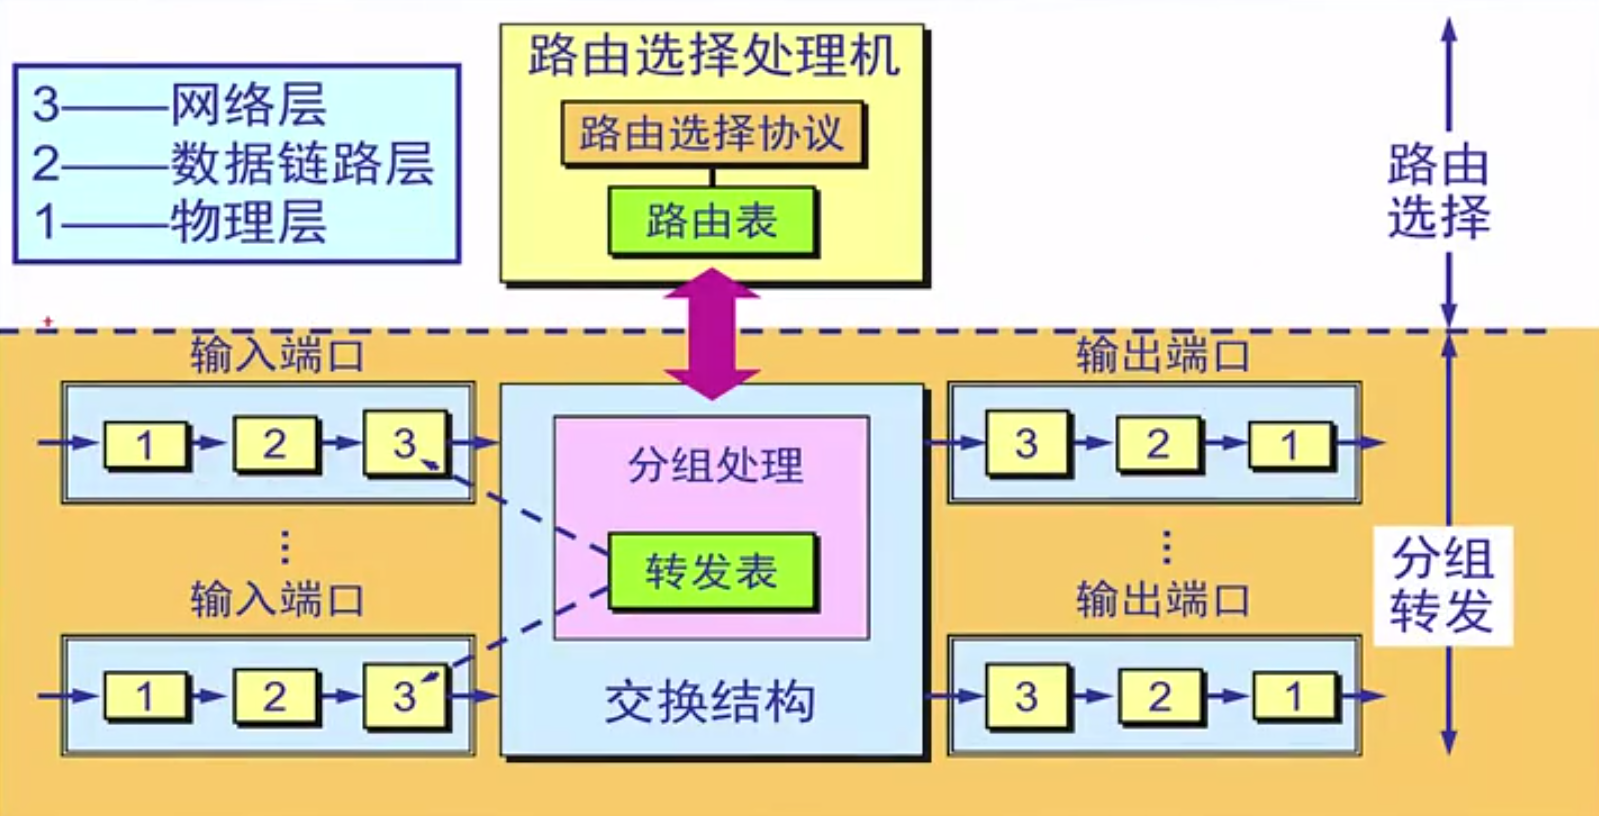 路由选择处理机
3——网络层
2——数据链路层
1——物理层
路由选择协议
路由表
路由
选择
输入端口
输出端口
1
2
3
分组处理
3
2
1
转发表
⋮
⋮
分组
转发
输入端口
输出端口
1
2
3
交换结构
3
2
1